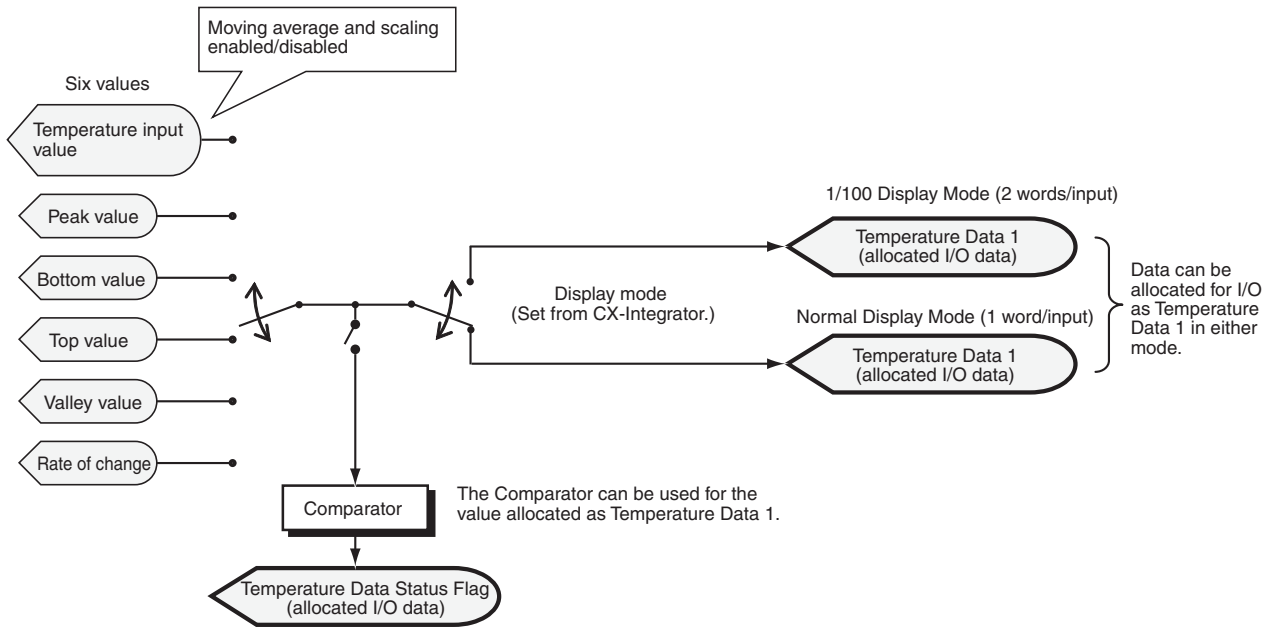 Moving average and scaling
enabled/disabled
Six values
Temperature input
value
Peak value
Bottom value
Top value
Valley value
Rate of change
Display mode
(Set from CX-Integrator.)
1/100 Display Mode (2 words/input)
Temperature Data 1
(allocated I/O data)
Normal Display Mode (1 word/input)
Temperature Data 1
(allocated I/O data)
Data can be
allocated for I/O
as Temperature
Data 1 in either
mode.
Comparator
The Comparator can be used for the
value allocated as Temperature Data 1.
Temperature Data Status Flag
(allocated I/O data)